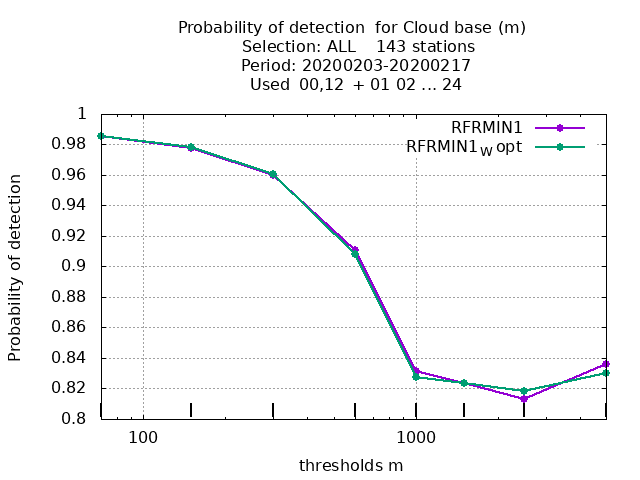 Probability of detection  for Cloud base (m)
Selection: ALL    143 stations
Period: 20200203-20200217
Used  00,12  + 01 02 ... 24
RFRMIN1
RFRMIN1W opt
Probability of detection
1
0.98
0.96
0.94
0.92
0.9
0.88
0.86
0.84
0.82
0.8
100
1000
thresholds m